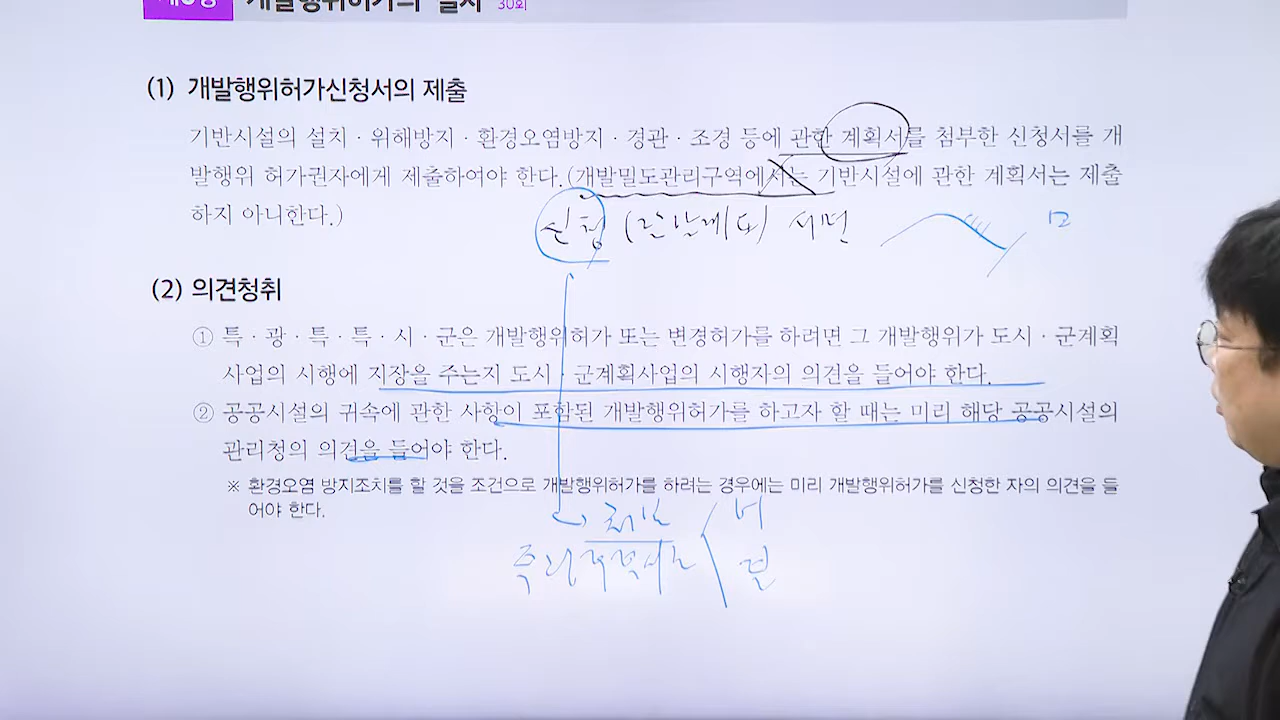 개발행위허가의 절차 30회
(1) 개발행위허가신청서의 제출
기반시설의 설치 · 위해방지 · 환경오염방지 · 경관 · 조경 등에 관한 계획서를 첨부한 신청서를 개
발행위 허가권자에게 제출하여야 한다.(개발밀도관리구역에서는 기반시설에 관한 계획서는 제출
하지 아니한다.)
신청
(2) 의견청취
① 특 · 광 · 특 · 특 · 시 · 군은 개발행위허가 또는 변경허가를 하려면 그 개발행위가 도시 · 군계획
사업의 시행에 지장을 주는지 도시 · 군계획사업의 시행자의 의견을 들어야 한다.
② 공공시설의 귀속에 관한 사항이 포함된 개발행위허가를 하고자 할 때는 미리 해당 공공시설의
관리청의 의견을 들어야 한다.
※ 환경오염 방지조치를 할 것을 조건으로 개발행위허가를 하려는 경우에는 미리 개발행위허가를 신청한 자의 의견을 들
어야 한다.